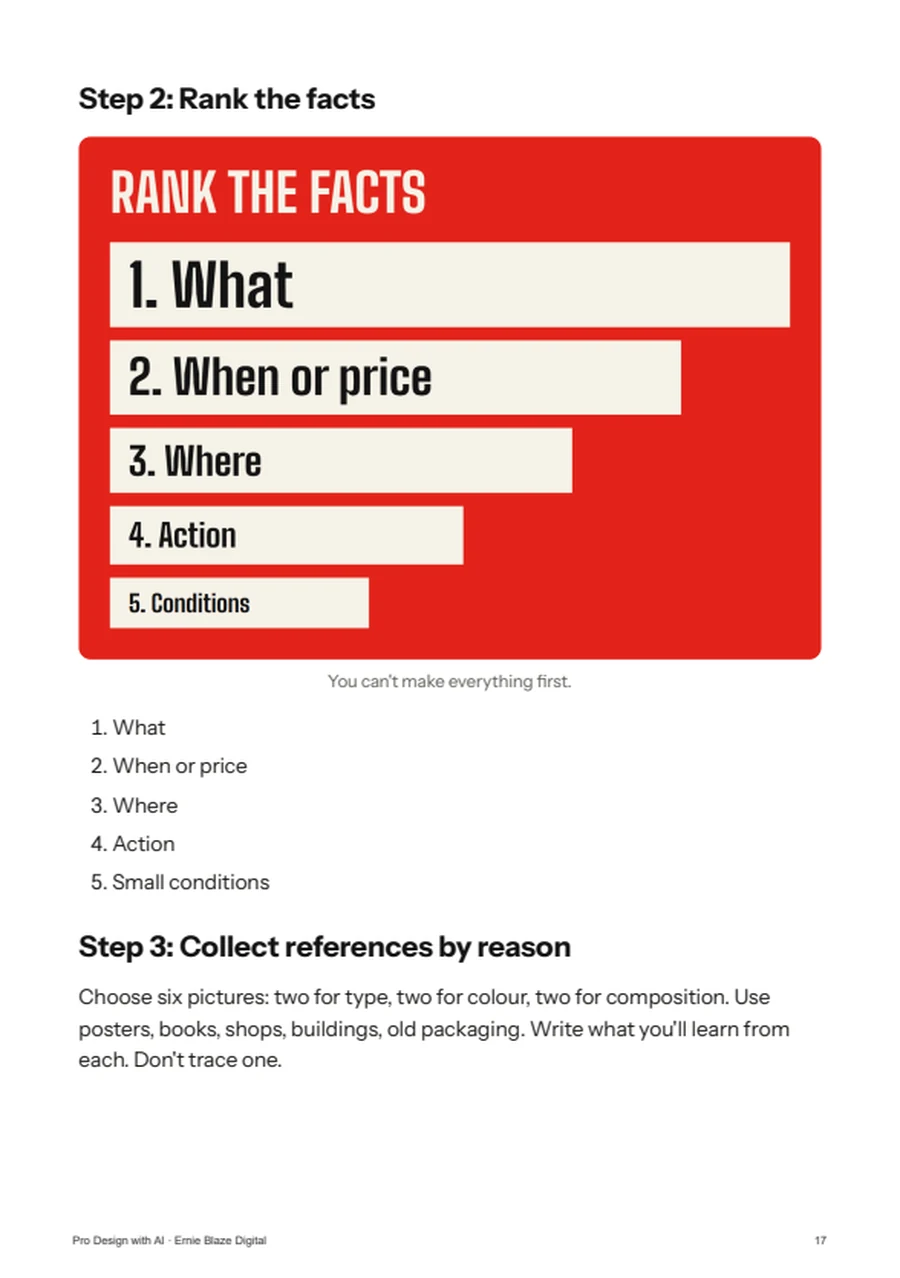 Step 2: Rank the facts
RANK THE FACTS
1. What
2. When or price
3. Where
4. Action
5. Conditions
You can't make everything first.
1. What
2. When or price
3. Where
4. Action
5. Small conditions
Step 3: Collect references by reason
Choose six pictures: two for type, two for colour, two for composition. Use
posters, books, shops, buildings, old packaging. Write what you'll learn from
each. Don't trace one.
Pro Design with AI · Ernie Blaze Digital
17